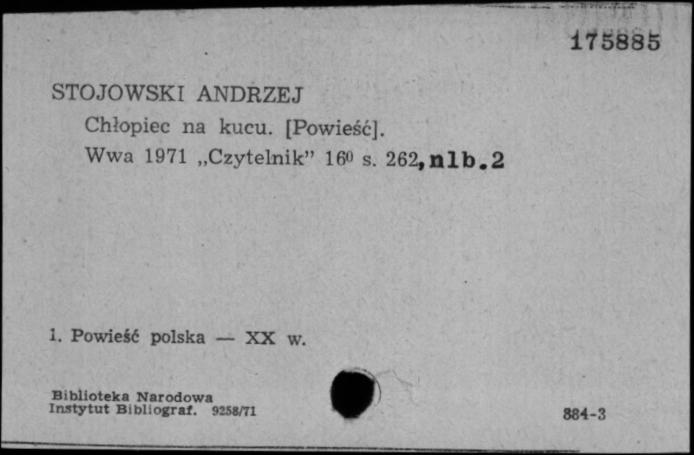 175885
STOJOWSKI ANDRZEJ
Chłopiec na kucu. [Powieść].
Wwa 1971 „Czytelnik” 16⁰ s. 262, nlb. 2
1. Powieść polska — XX w.
Biblioteka Narodowa
Instytut Bibliograf. 9258/71
884-3